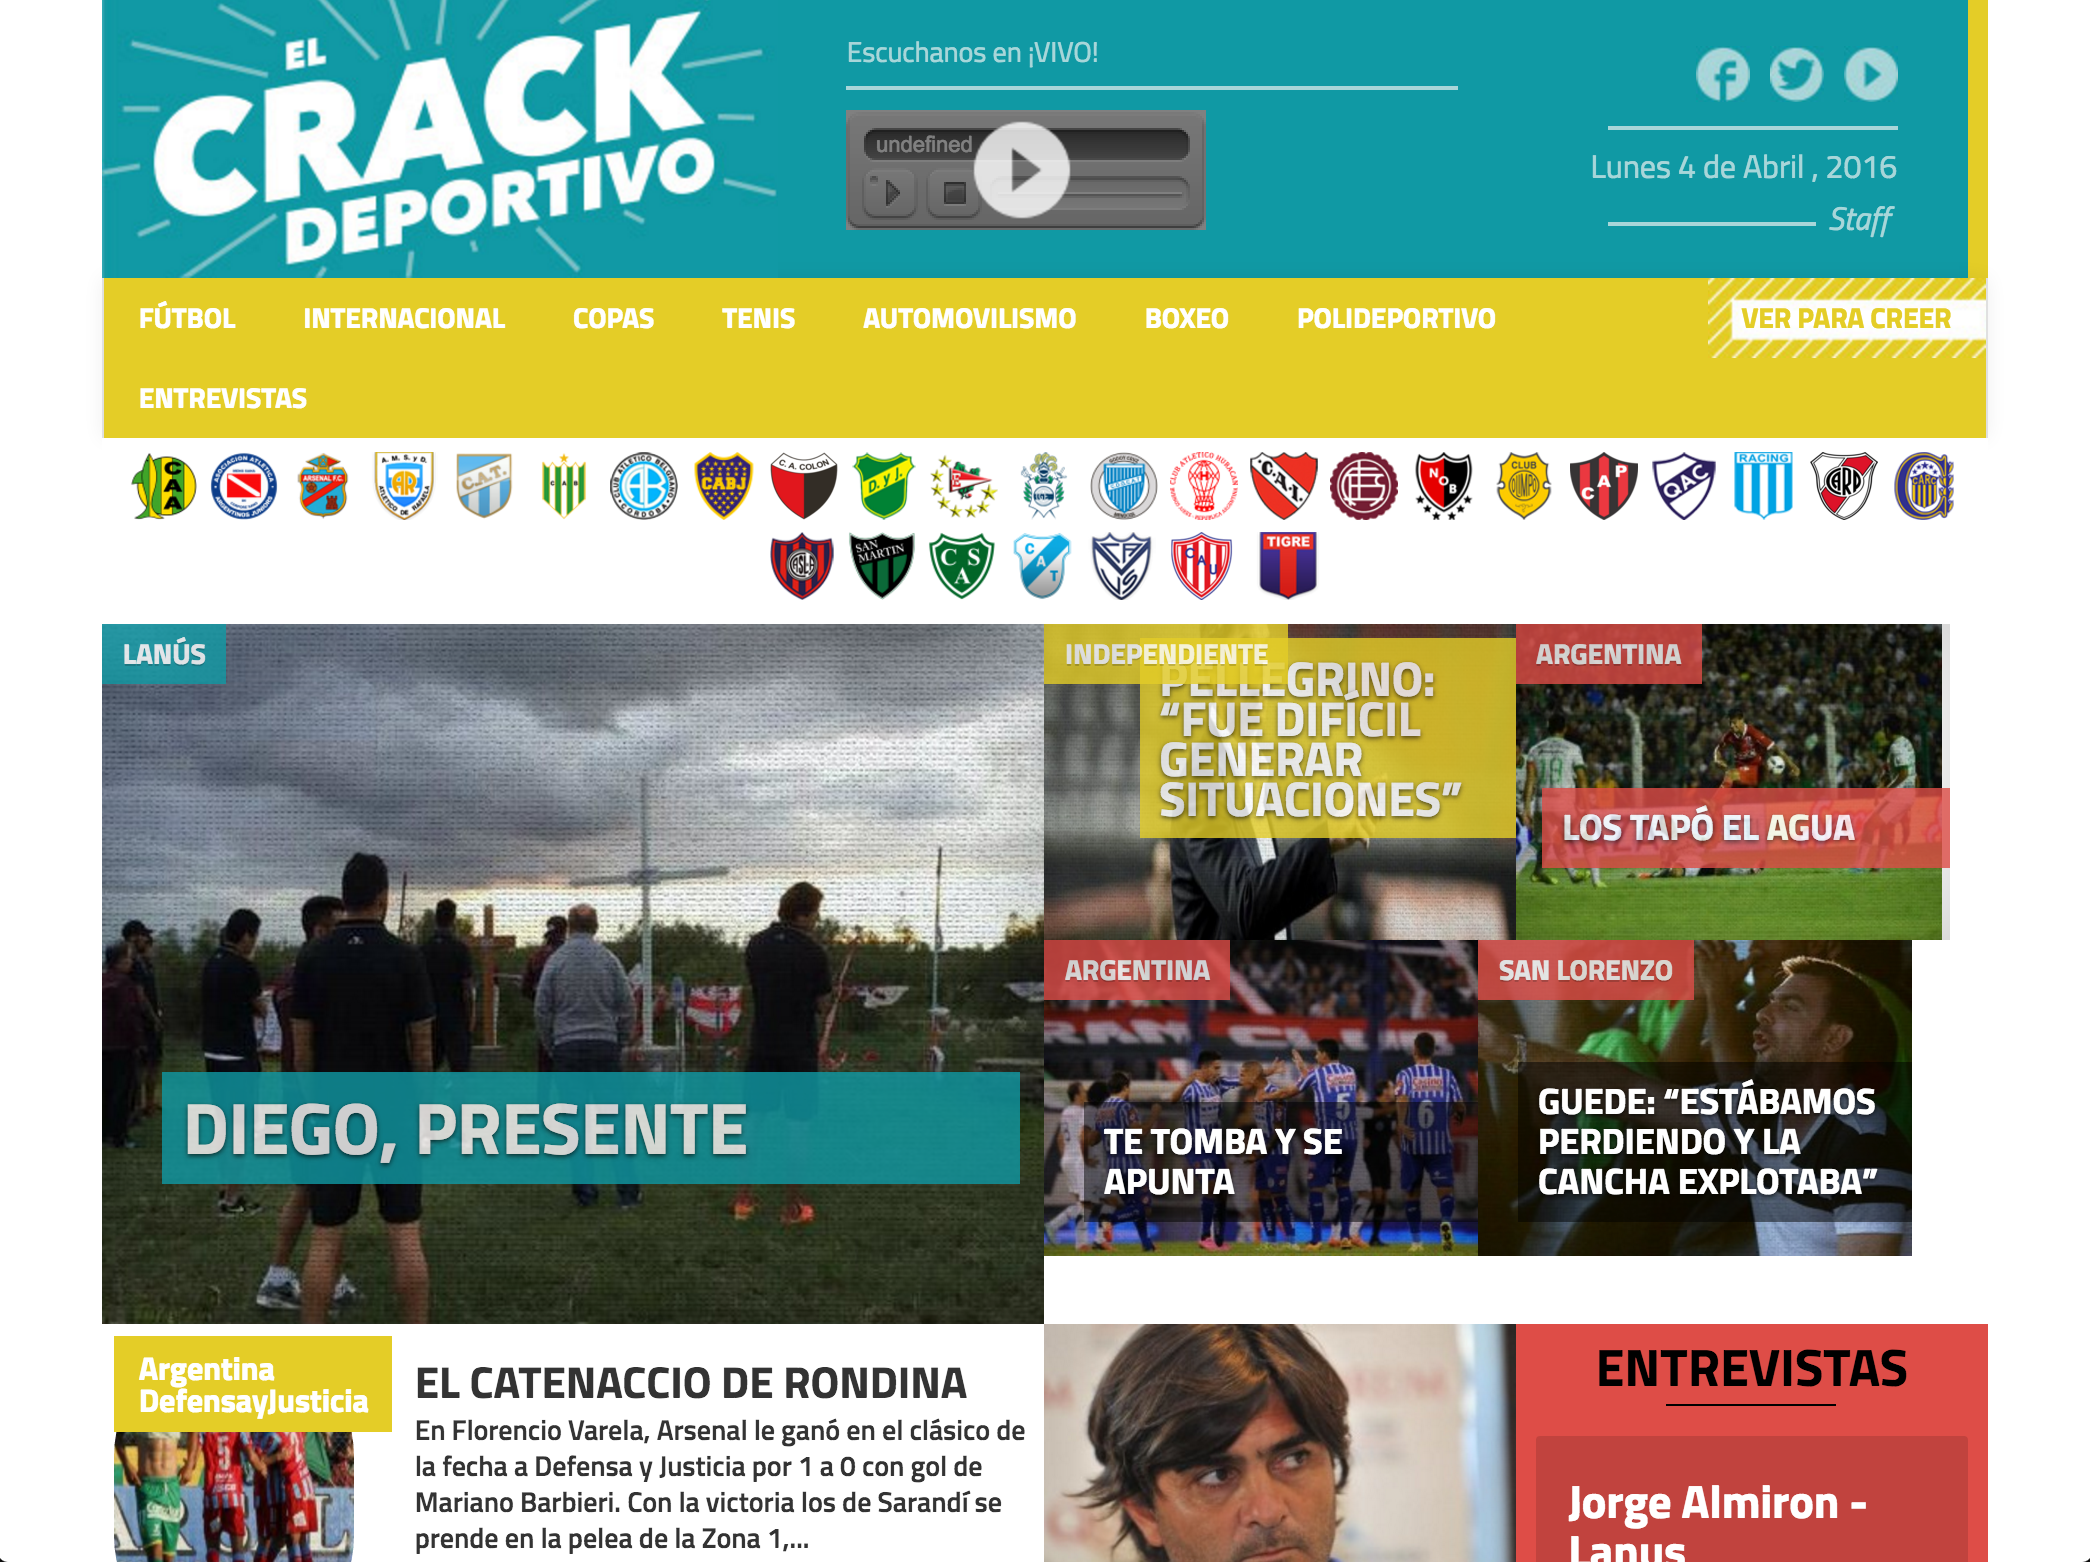 EL
CRACK
DEPORTIVO
Escuchanos en ¡VIVO!
undefined
Lunes 4 de Abril , 2016
Staff
FÚTBOL INTERNACIONAL COPAS TENIS AUTOMOVILISMO BOXEO POLIDEPORTIVO VER PARA CREER
ENTREVISTAS
LANÚS
DIEGO, PRESENTE
INDEPENDIENTE
PELLEGRINO:
“FUE DIFÍCIL
GENERAR
SITUACIONES”
ARGENTINA
LOS TAPÓ EL AGUA
ARGENTINA
TE TOMBA Y SE
APUNTA
SAN LORENZO
GUEDE: “ESTÁBAMOS
PERDIENDO Y LA
CANCHA EXPLOTABA”
Argentina
DefensayJusticia
EL CATENACCIO DE RONDINA
En Florencio Varela, Arsenal le ganó en el clásico de
la fecha a Defensa y Justicia por 1 a 0 con gol de
Mariano Barbieri. Con la victoria los de Sarandí se
prende en la pelea de la Zona 1,...
ENTREVISTAS
Jorge Almiron -
Lanus